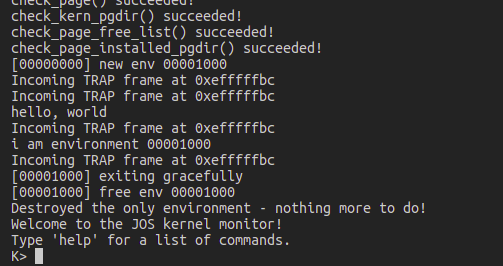 check_page() succeeded!
check_kern_pgdir() succeeded!
check_page_free_list() succeeded!
check_page_installed_pgdir() succeeded!
[00000000] new env 00001000
Incoming TRAP frame at 0xefffffbc
Incoming TRAP frame at 0xefffffbc
hello, world
Incoming TRAP frame at 0xefffffbc
i am environment 00001000
Incoming TRAP frame at 0xefffffbc
[00001000] exiting gracefully
[00001000] free env 00001000
Destroyed the only environment - nothing more to do!
Welcome to the JOS kernel monitor!
Type 'help' for a list of commands.
K>